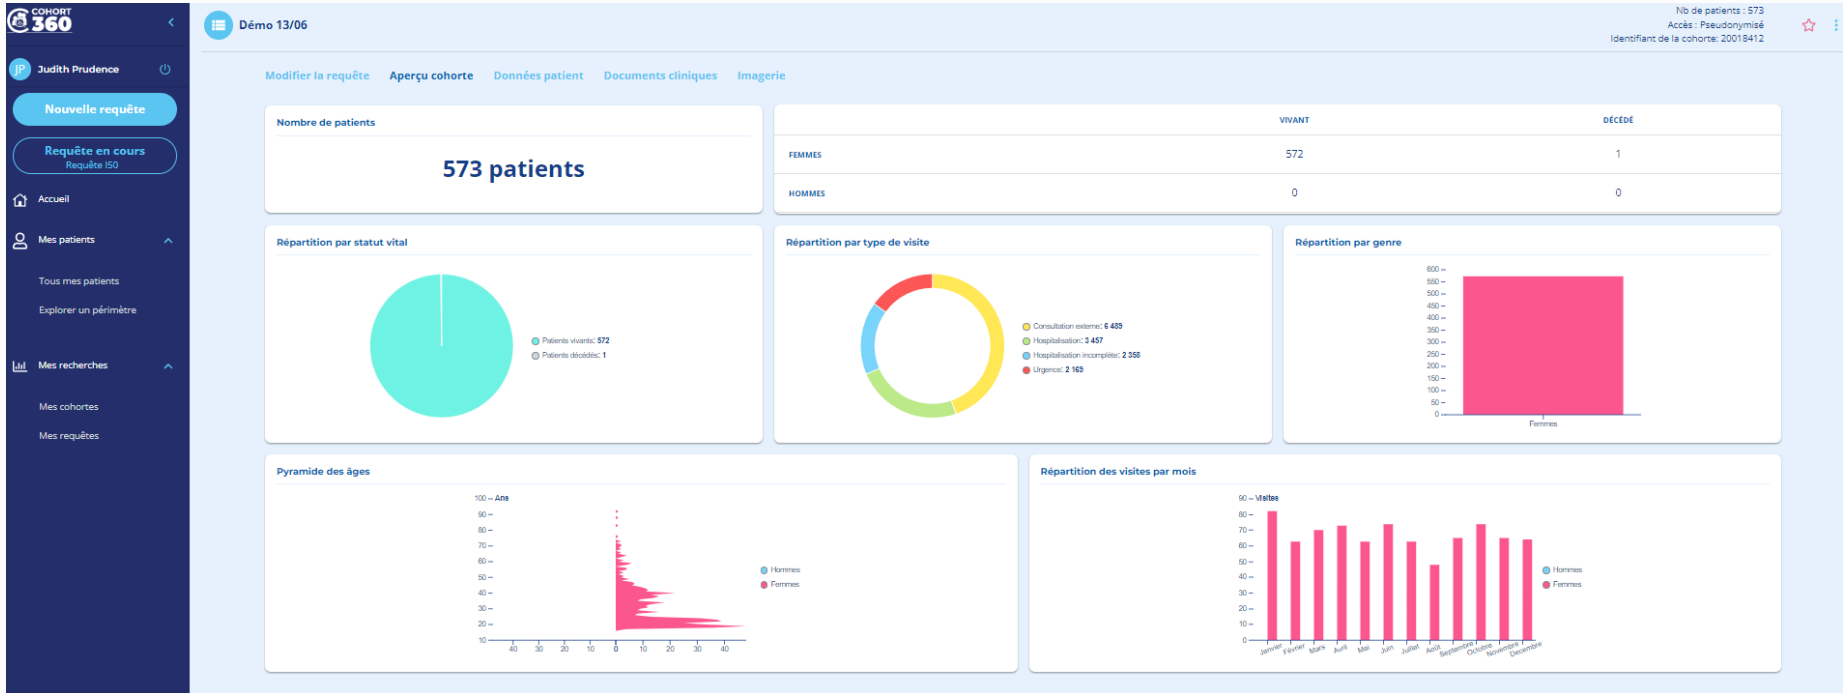 COHORT
360
Judith Prudence
JP
Nouvelle requête
Requête en cours
Requête I50
Accueil
Mes patients
Tous mes patients
Explorer un périmètre
Mes recherches
Mes cohortes
Mes requêtes
Démo 13/06
Nb de patients : 573
Accès : Pseudonymisé
Identifiant de la cohorte: 20018412
Modifier la requête Aperçu cohorte Données patient Documents cliniques Imagerie
Nombre de patients
573 patients
VIVANT DÉCÉDÉ
FEMMES 572 1
HOMMES 0 0
Répartition par statut vital
Patients vivants: 572
Patients décédés: 1
Répartition par type de visite
Consultation externe: 6 489
Hospitalisation: 3 457
Hospitalisation incomplète: 2 358
Urgence: 2 169
Répartition par genre
600
550
500
450
400
350
300
250
200
150
100
50
0
Femmes
Pyramide des âges
100 Ans
90
80
70
60
50
40
30
20
10
40 30 20 10 0 10 20 30 40
Hommes
Femmes
Répartition des visites par mois
90 Visites
80
70
60
50
40
30
20
10
0
Janvier Février Mars Avril Mai Juin Juillet Août Septembre Octobre Novembre Decembre
Hommes
Femmes